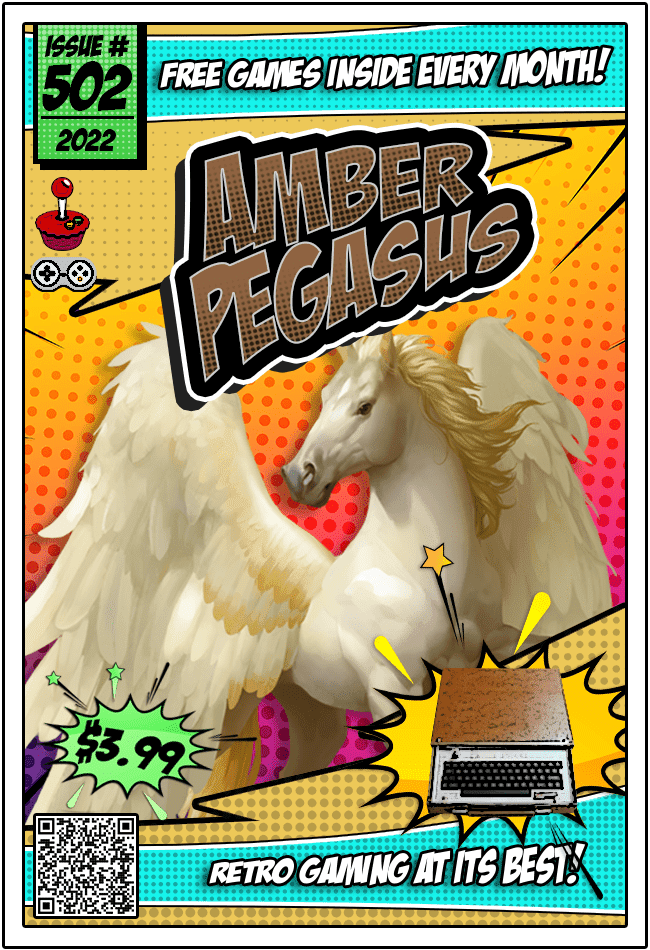 ISSUE #
502
2022
FREE GAMES INSIDE EVERY MONTH!
AMBER
PEGASUS
$3.99
RETRO GAMING AT ITS BEST!